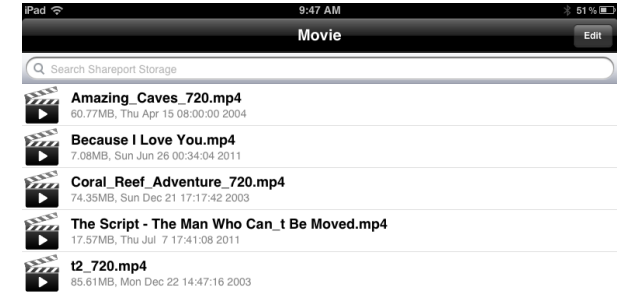 iPad 9:47 AM 51%
Movie Edit
Search Shareport Storage
Amazing_Caves_720.mp4
60.77MB, Thu Apr 15 08:00:00 2004
Because I Love You.mp4
7.08MB, Sun Jun 26 00:34:04 2011
Coral_Reef_Adventure_720.mp4
74.35MB, Sun Dec 21 17:17:42 2003
The Script - The Man Who Can_t Be Moved.mp4
17.57MB, Thu Jul  7 17:41:08 2011
t2_720.mp4
85.61MB, Mon Dec 22 14:47:16 2003